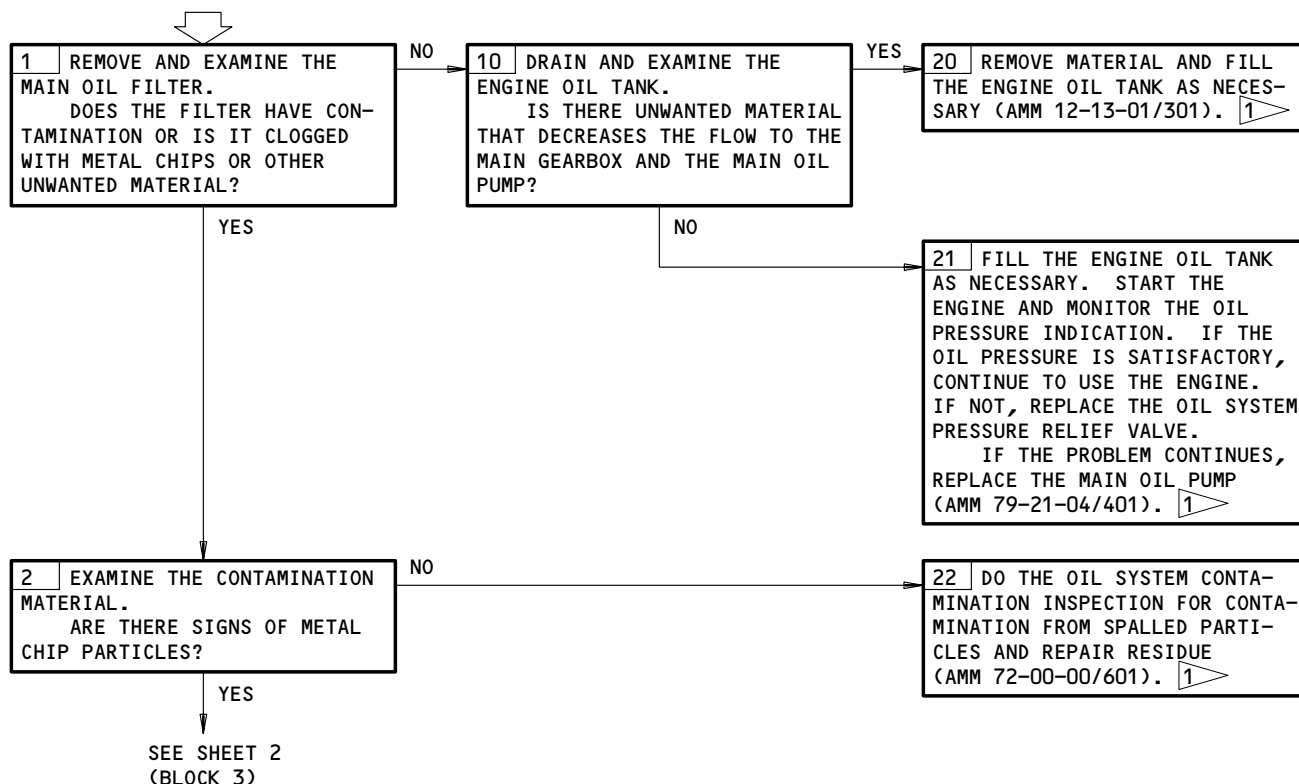 1 REMOVE AND EXAMINE THE
MAIN OIL FILTER.
DOES THE FILTER HAVE CON-
TAMINATION OR IS IT CLOGGED
WITH METAL CHIPS OR OTHER
UNWANTED MATERIAL?
NO
10 DRAIN AND EXAMINE THE
ENGINE OIL TANK.
IS THERE UNWANTED MATERIAL
THAT DECREASES THE FLOW TO THE
MAIN GEARBOX AND THE MAIN OIL
PUMP?
YES
20 REMOVE MATERIAL AND FILL
THE ENGINE OIL TANK AS NECES-
SARY (AMM 12-13-01/301). 1
YES
NO
21 FILL THE ENGINE OIL TANK
AS NECESSARY. START THE
ENGINE AND MONITOR THE OIL
PRESSURE INDICATION. IF THE
OIL PRESSURE IS SATISFACTORY,
CONTINUE TO USE THE ENGINE.
IF NOT, REPLACE THE OIL SYSTEM
PRESSURE RELIEF VALVE.
IF THE PROBLEM CONTINUES,
REPLACE THE MAIN OIL PUMP
(AMM 79-21-04/401). 1
2 EXAMINE THE CONTAMINATION
MATERIAL.
ARE THERE SIGNS OF METAL
CHIP PARTICLES?
NO
22 DO THE OIL SYSTEM CONTA-
MINATION INSPECTION FOR CONTA-
MINATION FROM SPALLED PARTI-
CLES AND REPAIR RESIDUE
(AMM 72-00-00/601). 1
YES
SEE SHEET 2
(BLOCK 3)